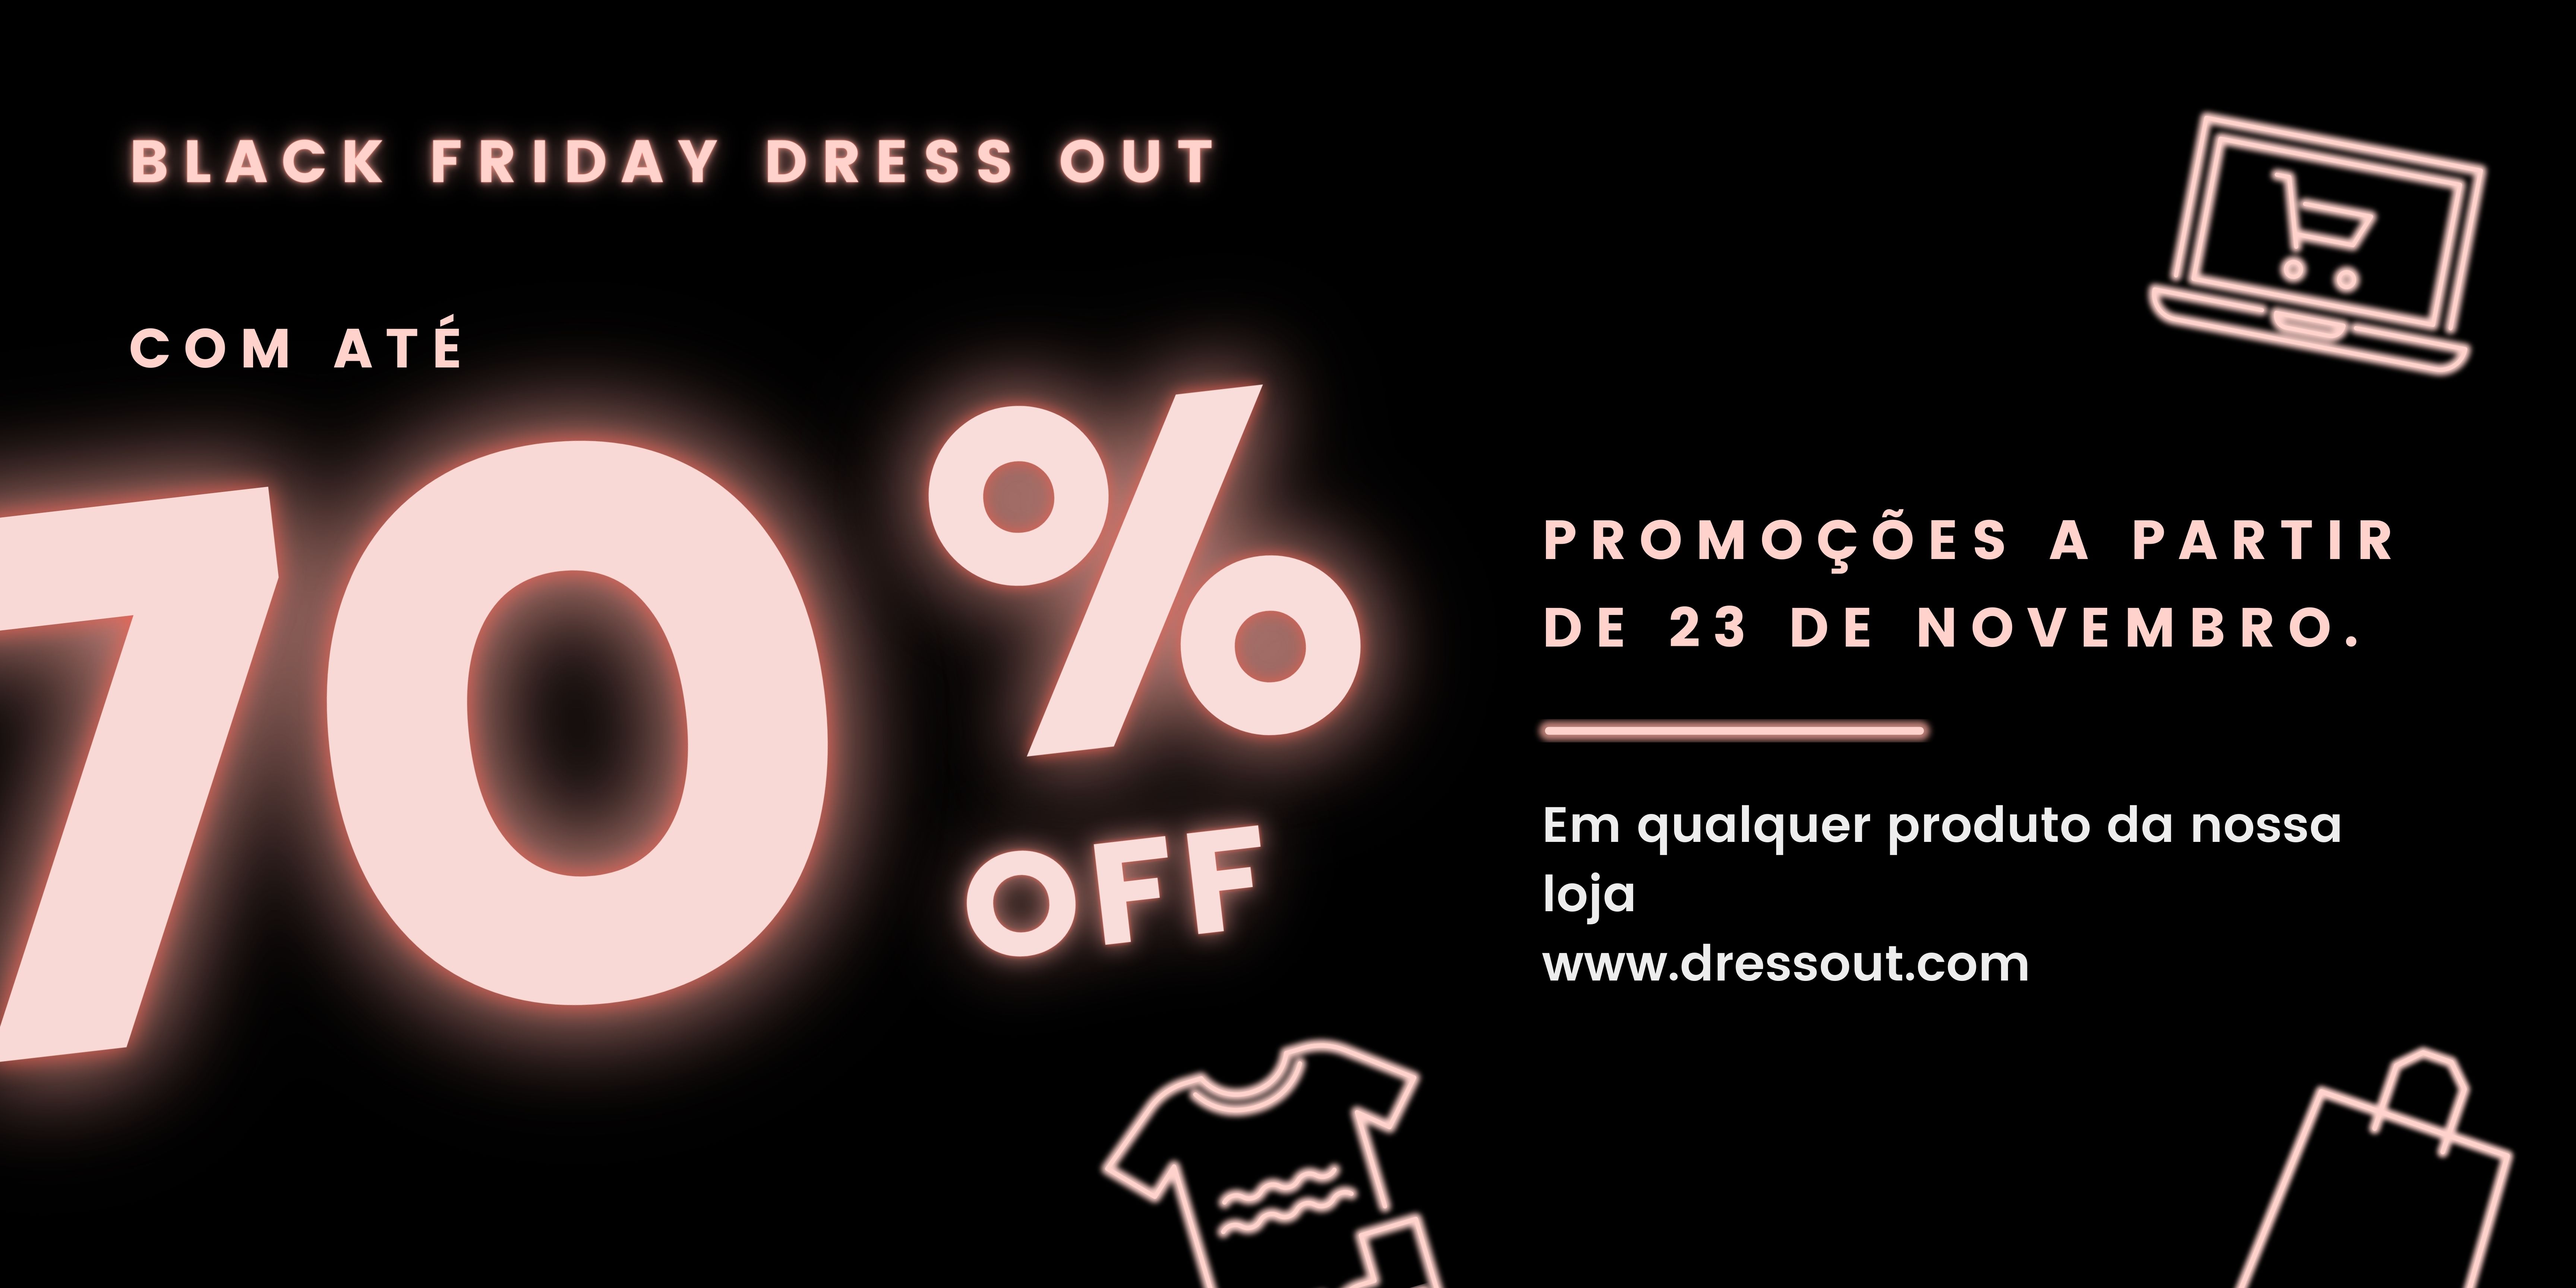 BLACK FRIDAY DRESS OUT
COM ATÉ
70%
OFF
PROMOÇÕES A PARTIR
DE 23 DE NOVEMBRO.
Em qualquer produto da nossa
loja
www.dressout.com